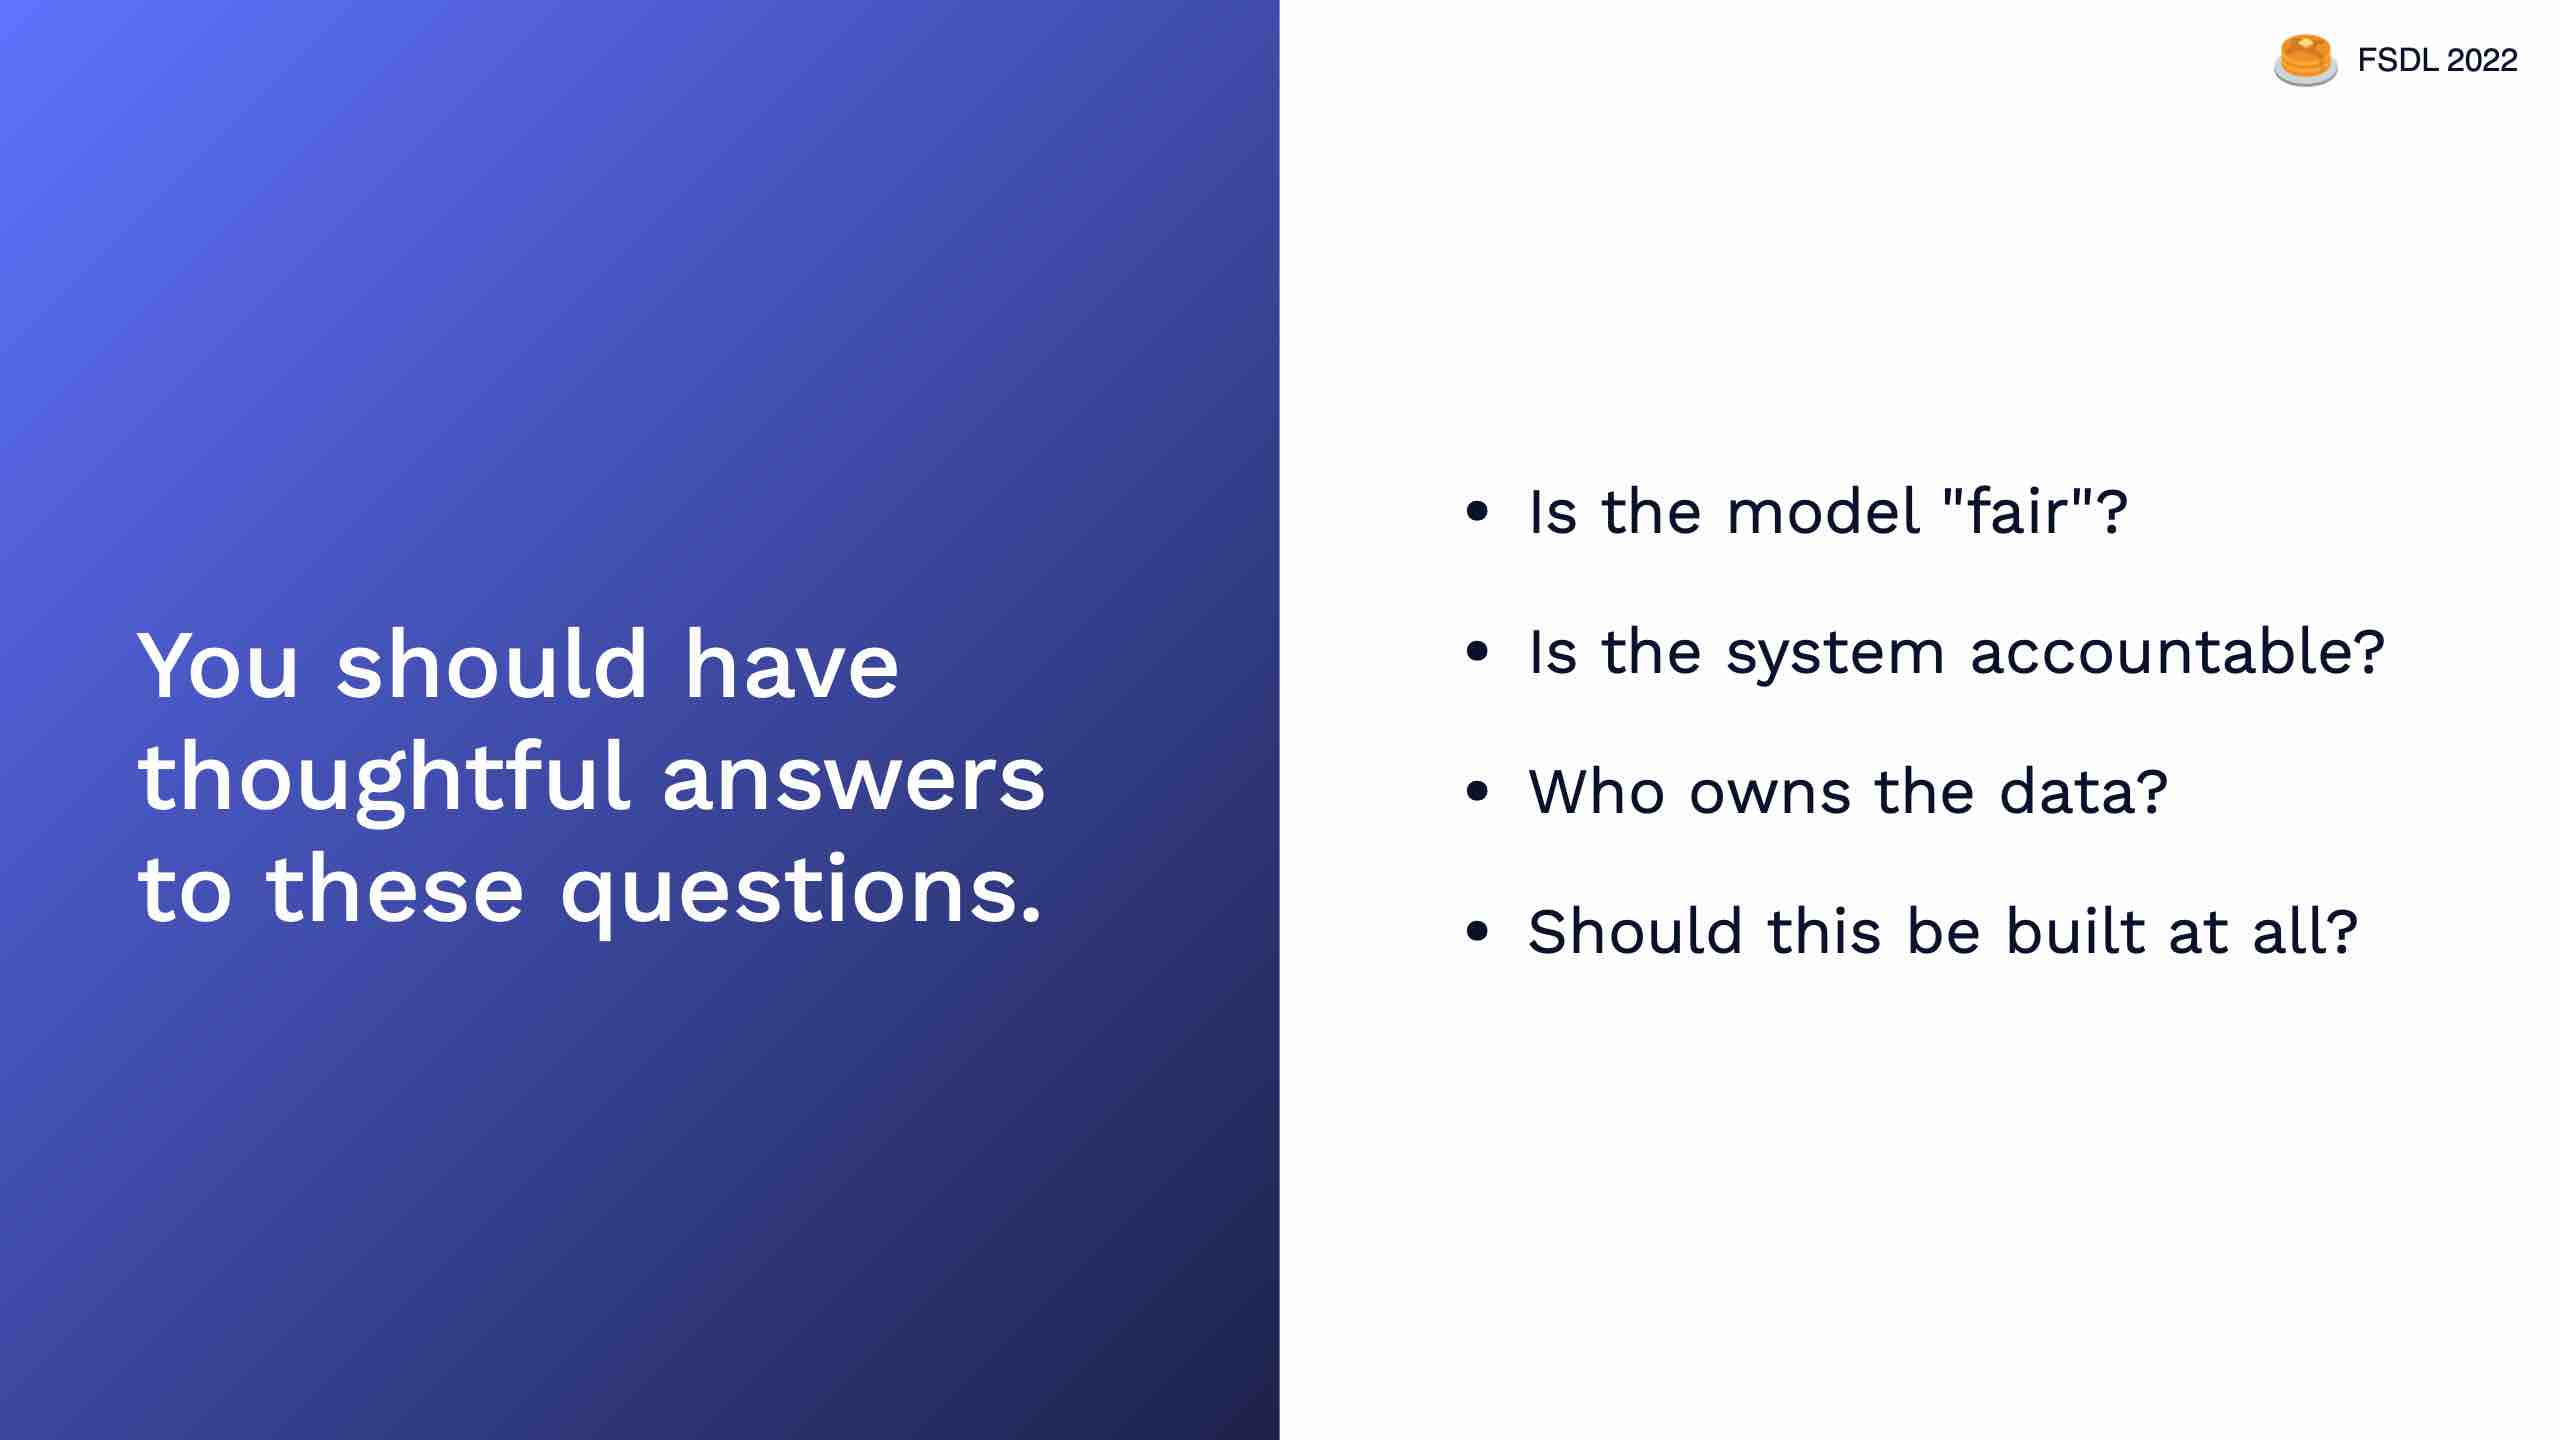 FSDL 2022
You should have
thoughtful answers
to these questions.
• Is the model "fair"?
• Is the system accountable?
• Who owns the data?
• Should this be built at all?